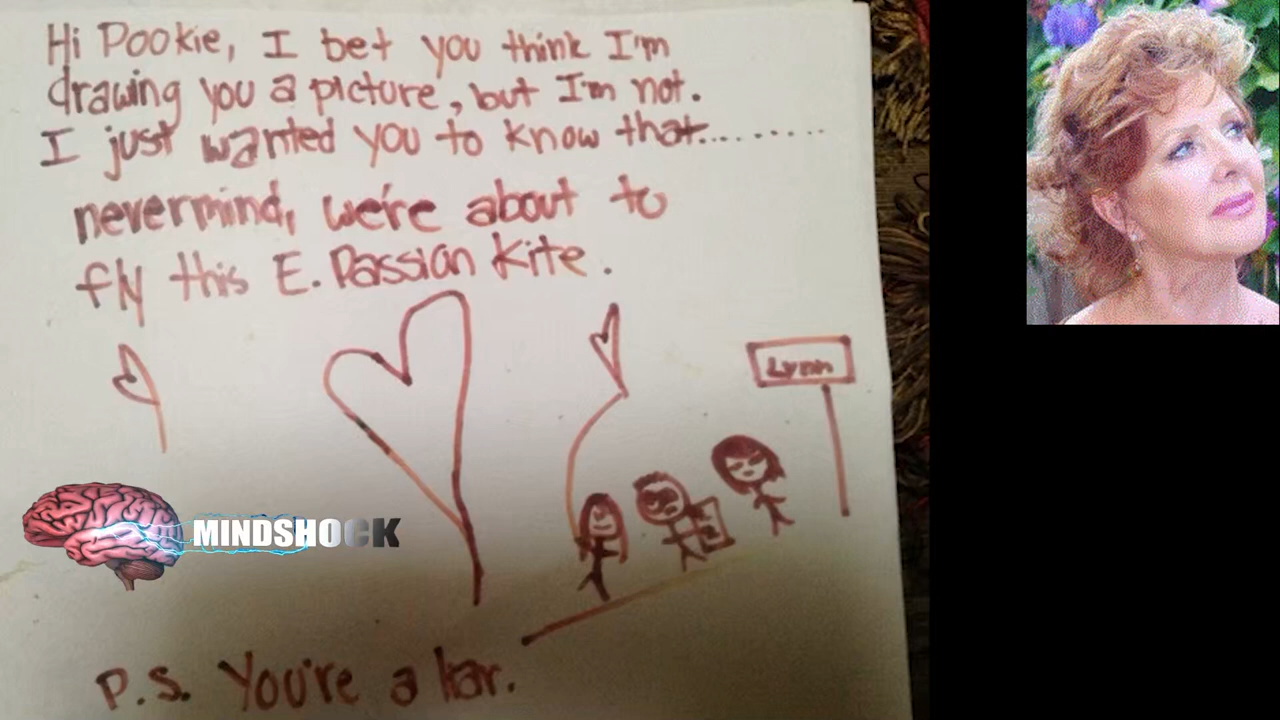 Hi Pookie, I bet you think I'm
drawing you a picture, but I'm not.
I just wanted you to know that.........
nevermind, we're about to
fly this E. Passion Kite.
Lynn
MINDSHOCK
P.S. You're a liar.